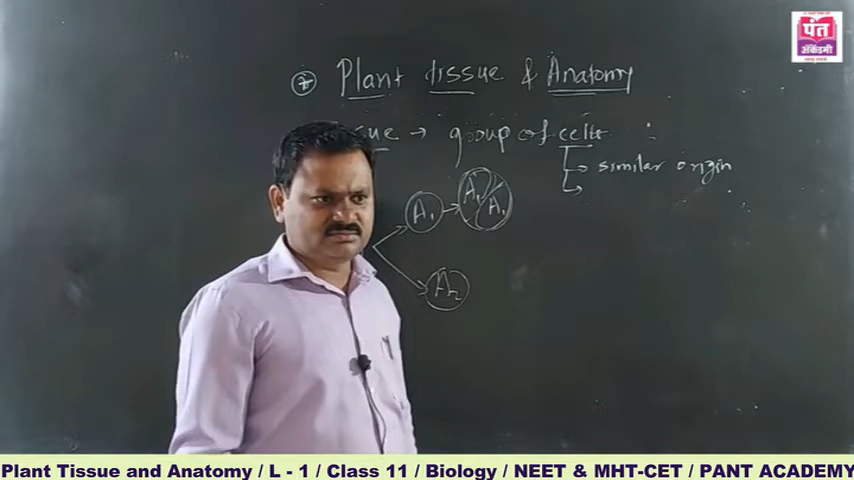 पंत
अ‍ॅकॅडमी
Plant tissue & Anatomy
sue → group of cells :
→ similar origin
A₁ → A₁ / A₁
A₂
Plant Tissue and Anatomy / L - 1 / Class 11 / Biology / NEET & MHT-CET / PANT ACADEMY